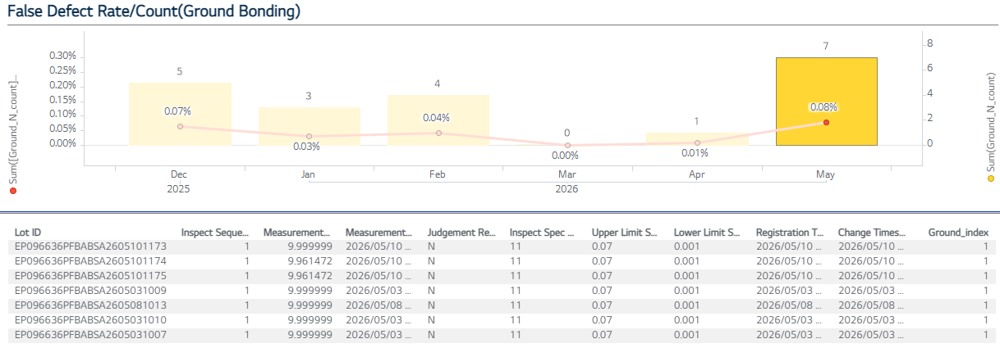 False Defect Rate/Count(Ground Bonding)
Sum([Ground_N_count]...
0.30%
0.25%
0.20%
0.15%
0.10%
0.05%
0.00%
5
3
4
0
1
7
0.07%
0.03%
0.04%
0.00%
0.01%
0.08%
8
6
4
2
0
Sum(Ground_N_count)
Dec Jan Feb Mar Apr May
2025 2026
Lot ID Inspect Seque... Measurement... Measurement... Judgement Re... Inspect Spec ... Upper Limit S... Lower Limit S... Registration T... Change Times... Ground_index
EP096636PFBABSA2605101173 1 9.999999 2026/05/10 ... N 11 0.07 0.001 2026/05/10 ... 2026/05/10 ... 1
EP096636PFBABSA2605101174 1 9.961472 2026/05/10 ... N 11 0.07 0.001 2026/05/10 ... 2026/05/10 ... 1
EP096636PFBABSA2605101175 1 9.961472 2026/05/10 ... N 11 0.07 0.001 2026/05/10 ... 2026/05/10 ... 1
EP096636PFBABSA2605031009 1 9.999999 2026/05/03 ... N 11 0.07 0.001 2026/05/03 ... 2026/05/03 ... 1
EP096636PFBABSA2605081013 1 9.999999 2026/05/08 ... N 11 0.07 0.001 2026/05/08 ... 2026/05/08 ... 1
EP096636PFBABSA2605031010 1 9.999999 2026/05/03 ... N 11 0.07 0.001 2026/05/03 ... 2026/05/03 ... 1
EP096636PFBABSA2605031007 1 9.999999 2026/05/03 ... N 11 0.07 0.001 2026/05/03 ... 2026/05/03 ... 1